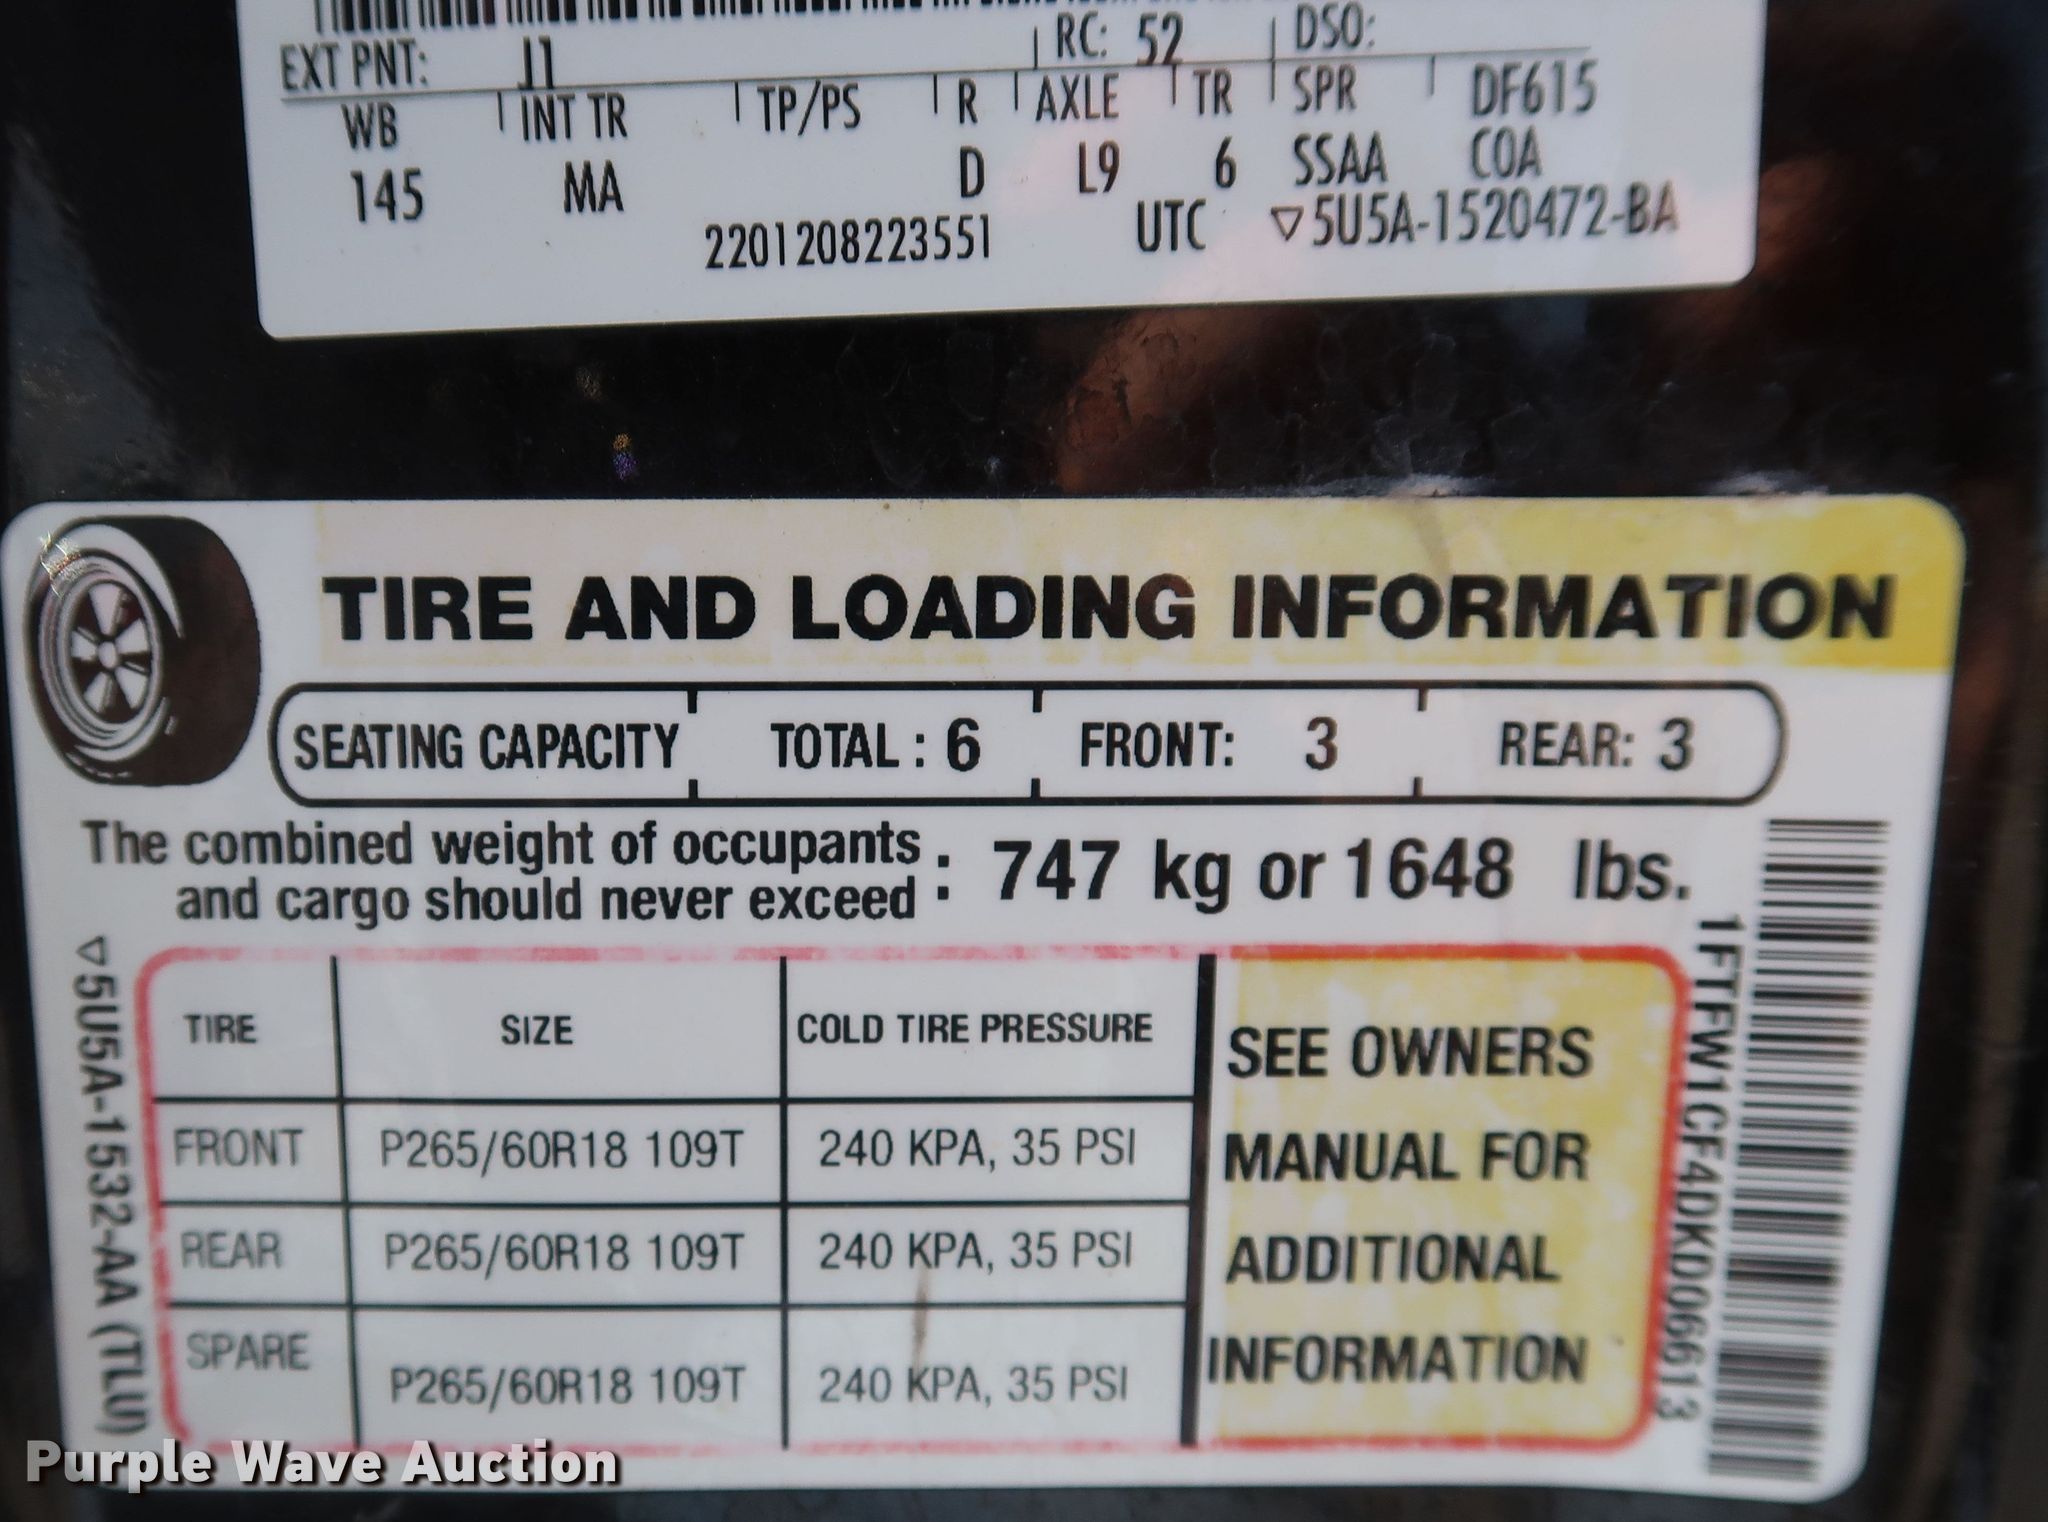 EXT PNT: J1 RC: 52 DSO:
WB INT TR TP/PS R AXLE TR SPR DF615
145 MA D L9 6 SSAA COA
2201208223551 UTC ▽5U5A-1520472-BA
TIRE AND LOADING INFORMATION
SEATING CAPACITY TOTAL : 6 FRONT: 3 REAR: 3
The combined weight of occupants
and cargo should never exceed : 747 kg or 1648 lbs.
TIRE SIZE COLD TIRE PRESSURE
FRONT P265/60R18 109T 240 KPA, 35 PSI
REAR P265/60R18 109T 240 KPA, 35 PSI
SPARE P265/60R18 109T 240 KPA, 35 PSI
SEE OWNERS
MANUAL FOR
ADDITIONAL
INFORMATION
▽5U5A-1532-AA (TLU)
1FTFW1CF4DKD06613
Purple Wave Auction